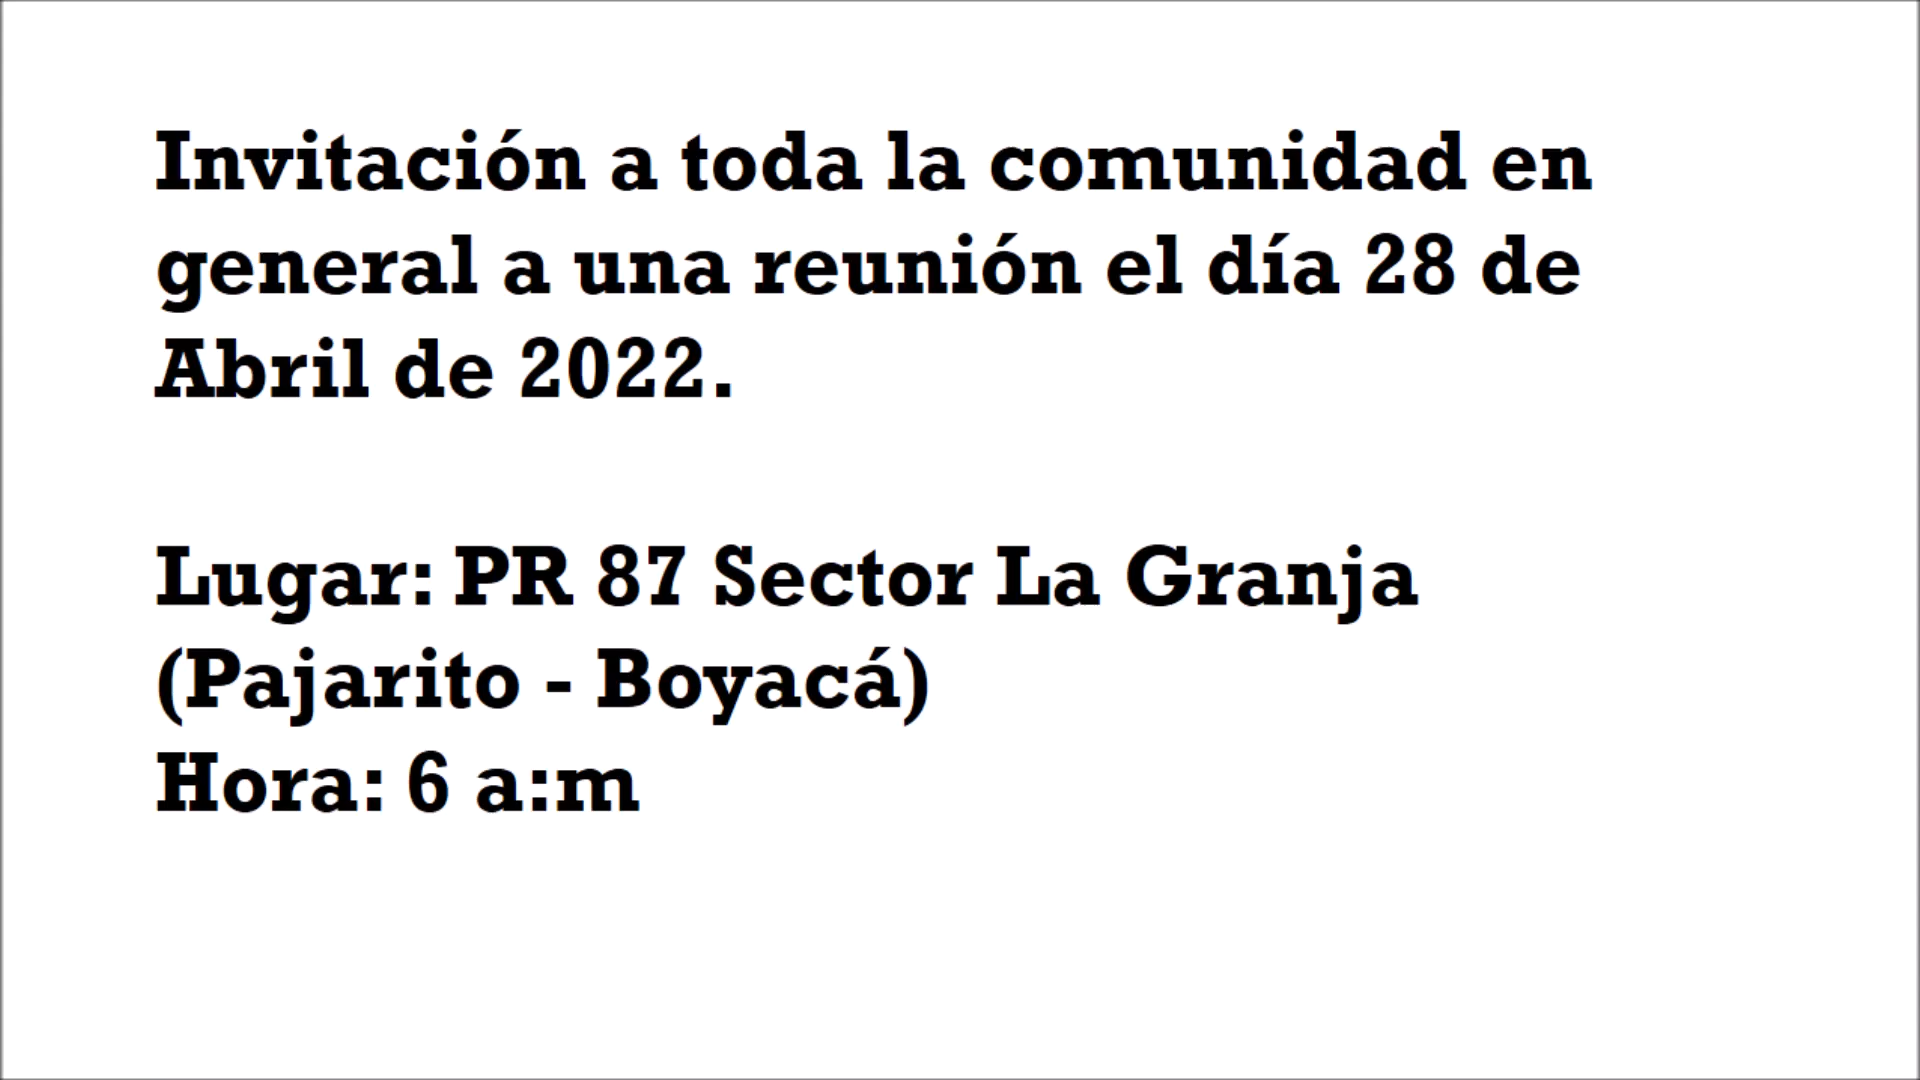 Invitación a toda la comunidad en
general a una reunión el día 28 de
Abril de 2022.
Lugar: PR 87 Sector La Granja
(Pajarito - Boyacá)
Hora: 6 a:m